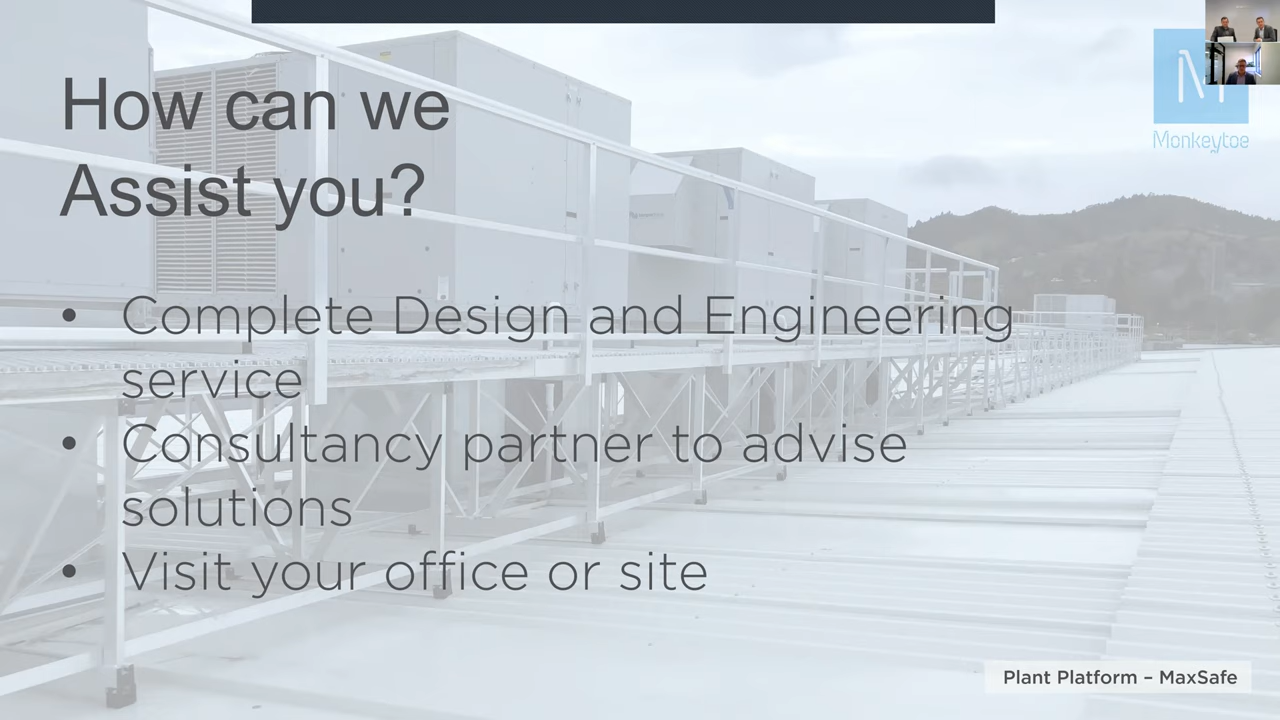 How can we
Assist you?
Monkeytoe
• Complete Design and Engineering
service
• Consultancy partner to advise
solutions
• Visit your office or site
Plant Platform – MaxSafe